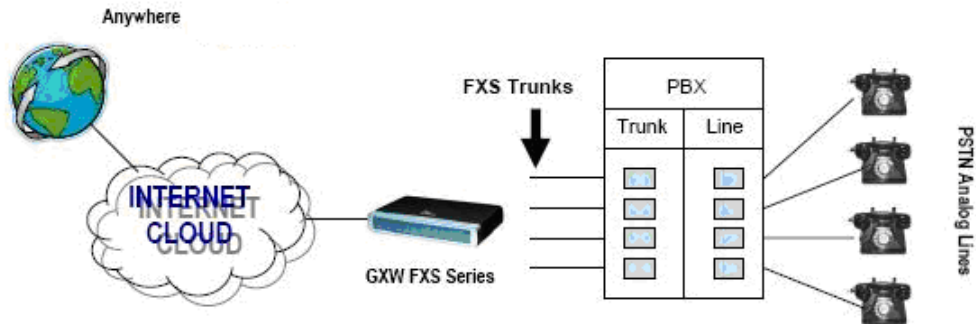 Anywhere
INTERNET
CLOUD
GXW FXS Series
FXS Trunks
PBX
Trunk
Line
PSTN Analog Lines